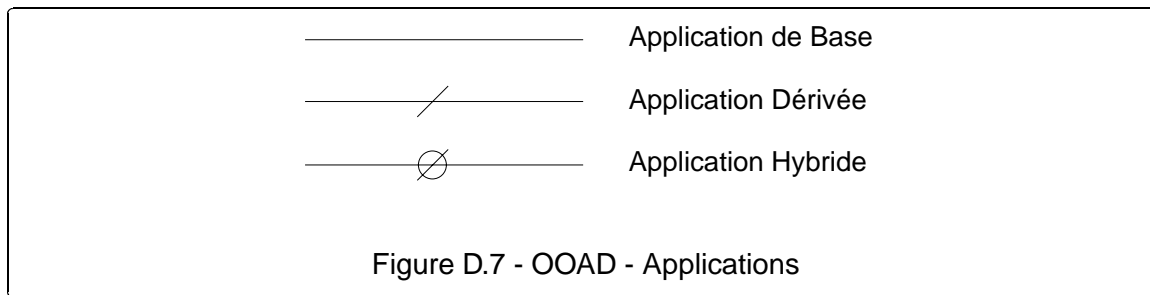 Application de Base
Application Dérivée
Application Hybride
Figure D.7 - OOAD - Applications